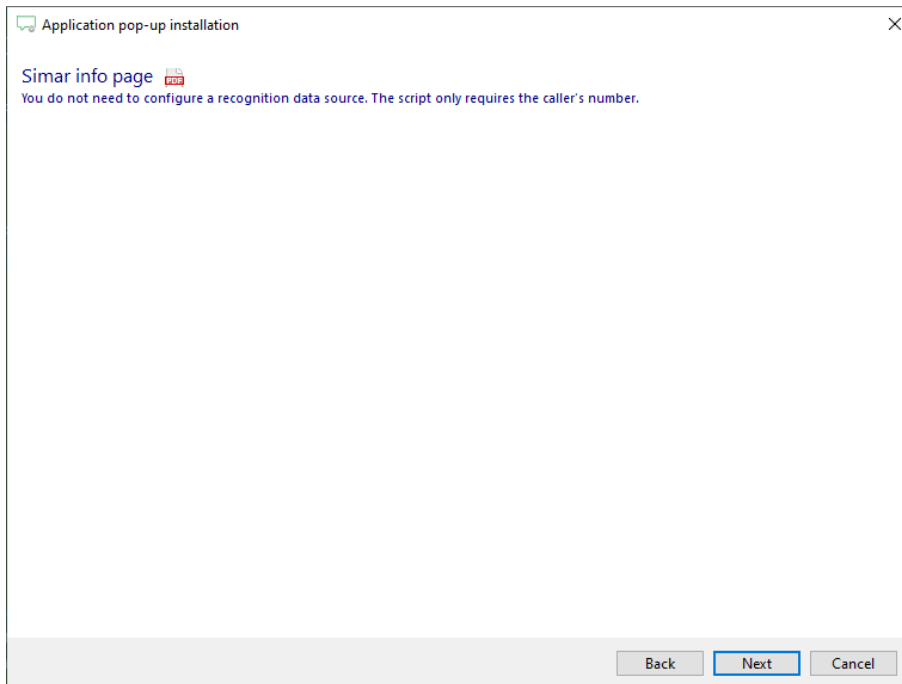 Application pop-up installation
Simar info page PDF
You do not need to configure a recognition data source. The script only requires the caller's number.
Back Next Cancel